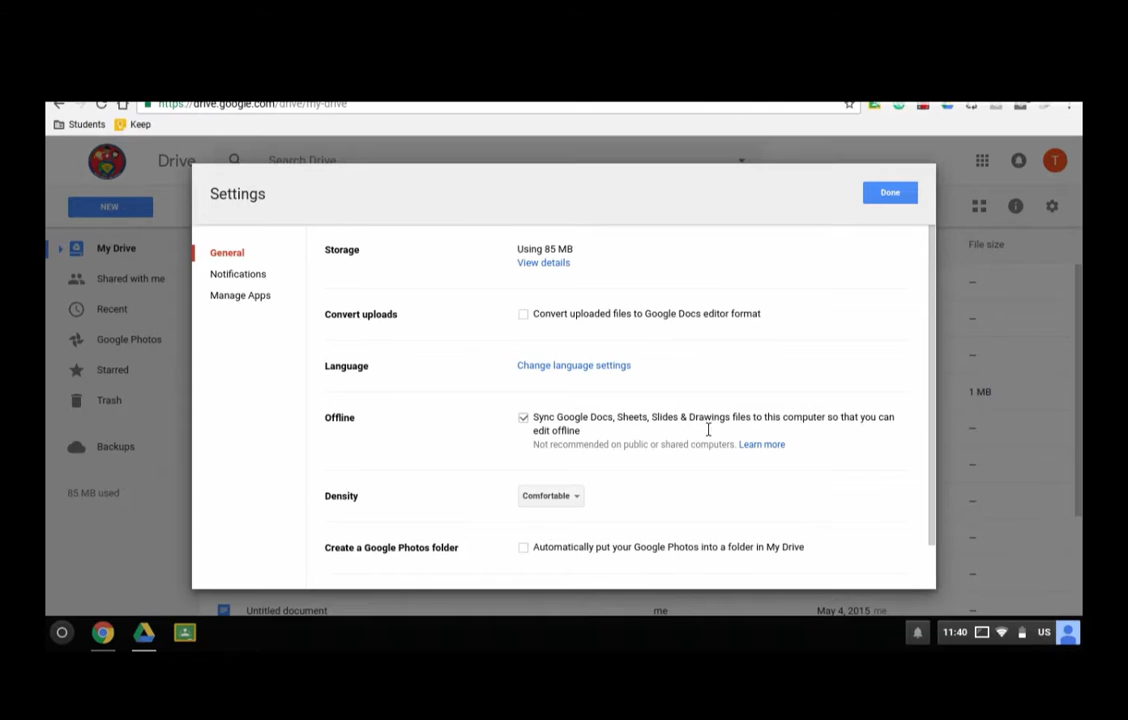 https://drive.google.com/drive/my-drive
Students Keep
Drive Search Drive T
Settings Done
NEW
General
Notifications
Manage Apps
My Drive
Shared with me
Recent
Google Photos
Starred
Trash
Backups
85 MB used
Storage Using 85 MB
View details
Convert uploads Convert uploaded files to Google Docs editor format
Language Change language settings
Offline Sync Google Docs, Sheets, Slides & Drawings files to this computer so that you can
edit offline
Not recommended on public or shared computers. Learn more
Density Comfortable
Create a Google Photos folder Automatically put your Google Photos into a folder in My Drive
File size
1 MB
Untitled document me May 4, 2015 me
11:40 US